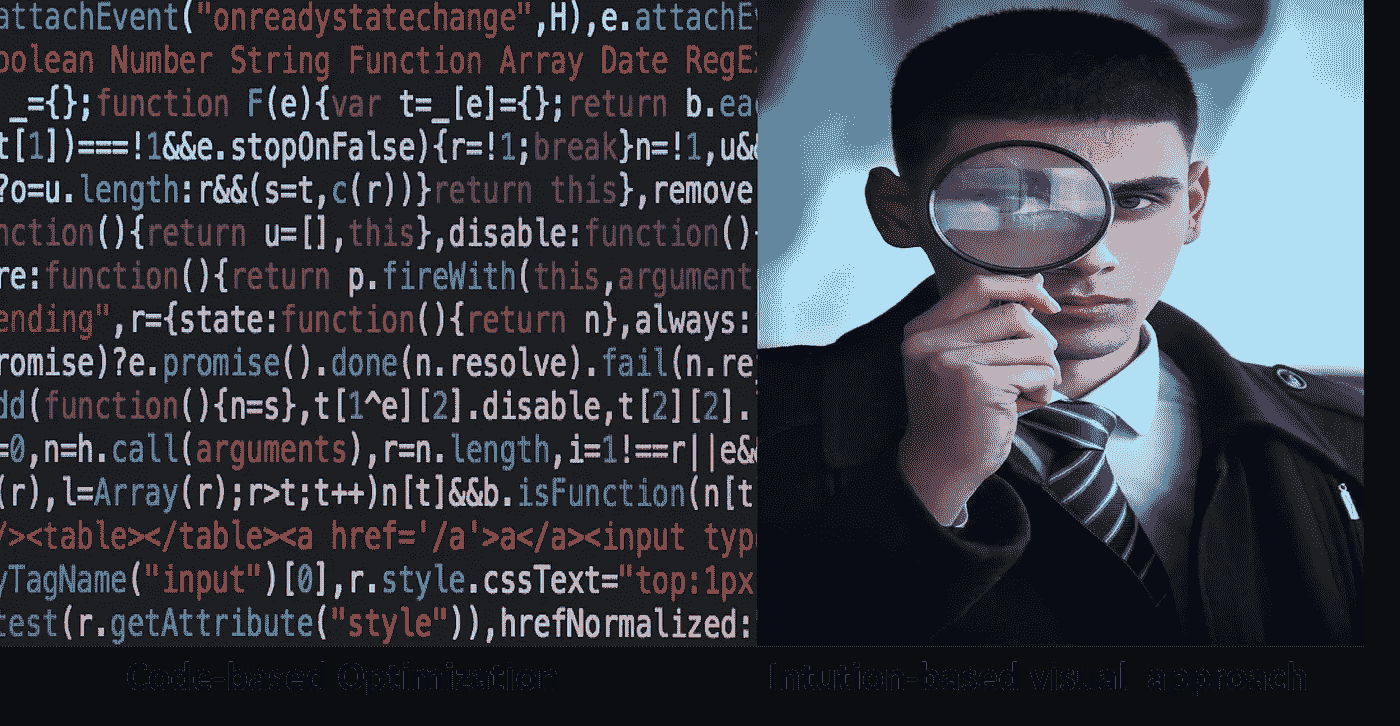 attachEvent("onreadystatechange",H),e.attachE
oolean Number String Function Array Date RegE
_={};function F(e){var t=_[e]={};return b.ea
t[1])===!1&&e.stopOnFalse){r=!1;break}n=!1,u&
?o=u.length:r&&(s=t,c(r))}return this},remove
nction(){return u=[],this},disable:function()
re:function(){return p.fireWith(this,argument
ending",r={state:function(){return n},always:
romise)?e.promise().done(n.resolve).fail(n.re
dd(function(){n=s},t[1^e][2].disable,t[2][2].
=0,n=h.call(arguments),r=n.length,i=1!==r||e&
(r),l=Array(r);r>t;t++)n[t]&&b.isFunction(n[t
/><table></table><a href='/a'>a</a><input typ
yTagName("input")[0],r.style.cssText="top:1px
test(r.getAttribute("style")),hrefNormalized:
Code-based Optimization
Intution-based visual approach